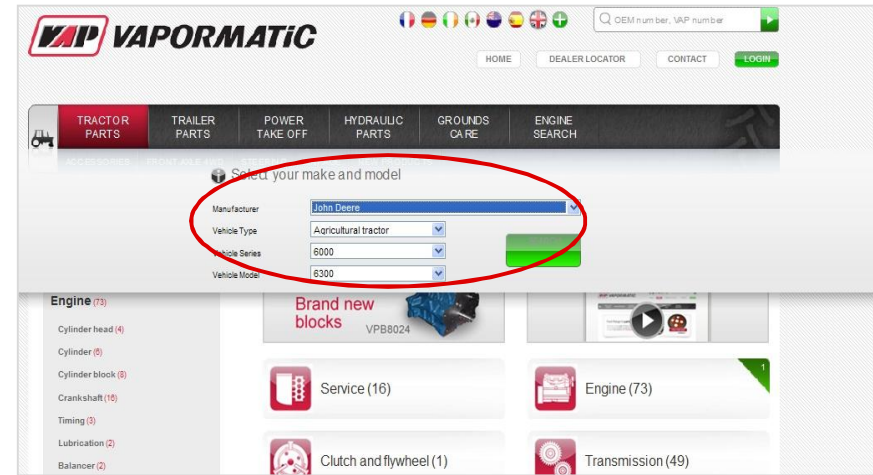 VAP VAPORMATiC
OEM number, VAP number
HOME DEALER LOCATOR CONTACT LOGIN
TRACTOR PARTS
TRAILER PARTS
POWER TAKE OFF
HYDRAULIC PARTS
GROUNDS CARE
ENGINE SEARCH
Select your make and model
Manufacturer John Deere
Vehicle Type Agricultural tractor
Vehicle Series 6000
Vehicle Model 6300
Engine (73)
Cylinder head (4)
Cylinder (6)
Cylinder block (8)
Crankshaft (16)
Timing (3)
Lubrication (2)
Balancer (2)
Brand new
blocks VPB8024
Service (16)
Engine (73)
1
Clutch and flywheel (1)
Transmission (49)